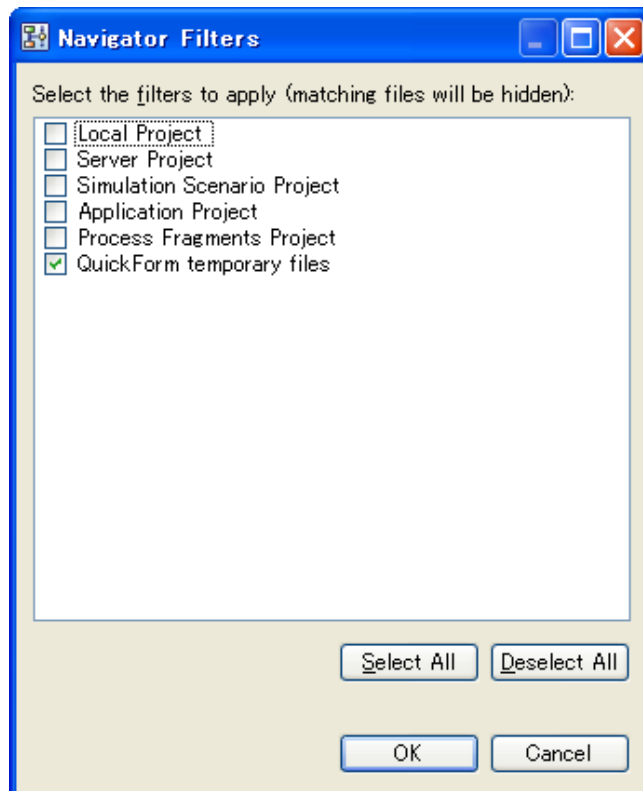 Navigator Filters
Select the filters to apply (matching files will be hidden):
Local Project
Server Project
Simulation Scenario Project
Application Project
Process Fragments Project
QuickForm temporary files
Select All Deselect All
OK Cancel